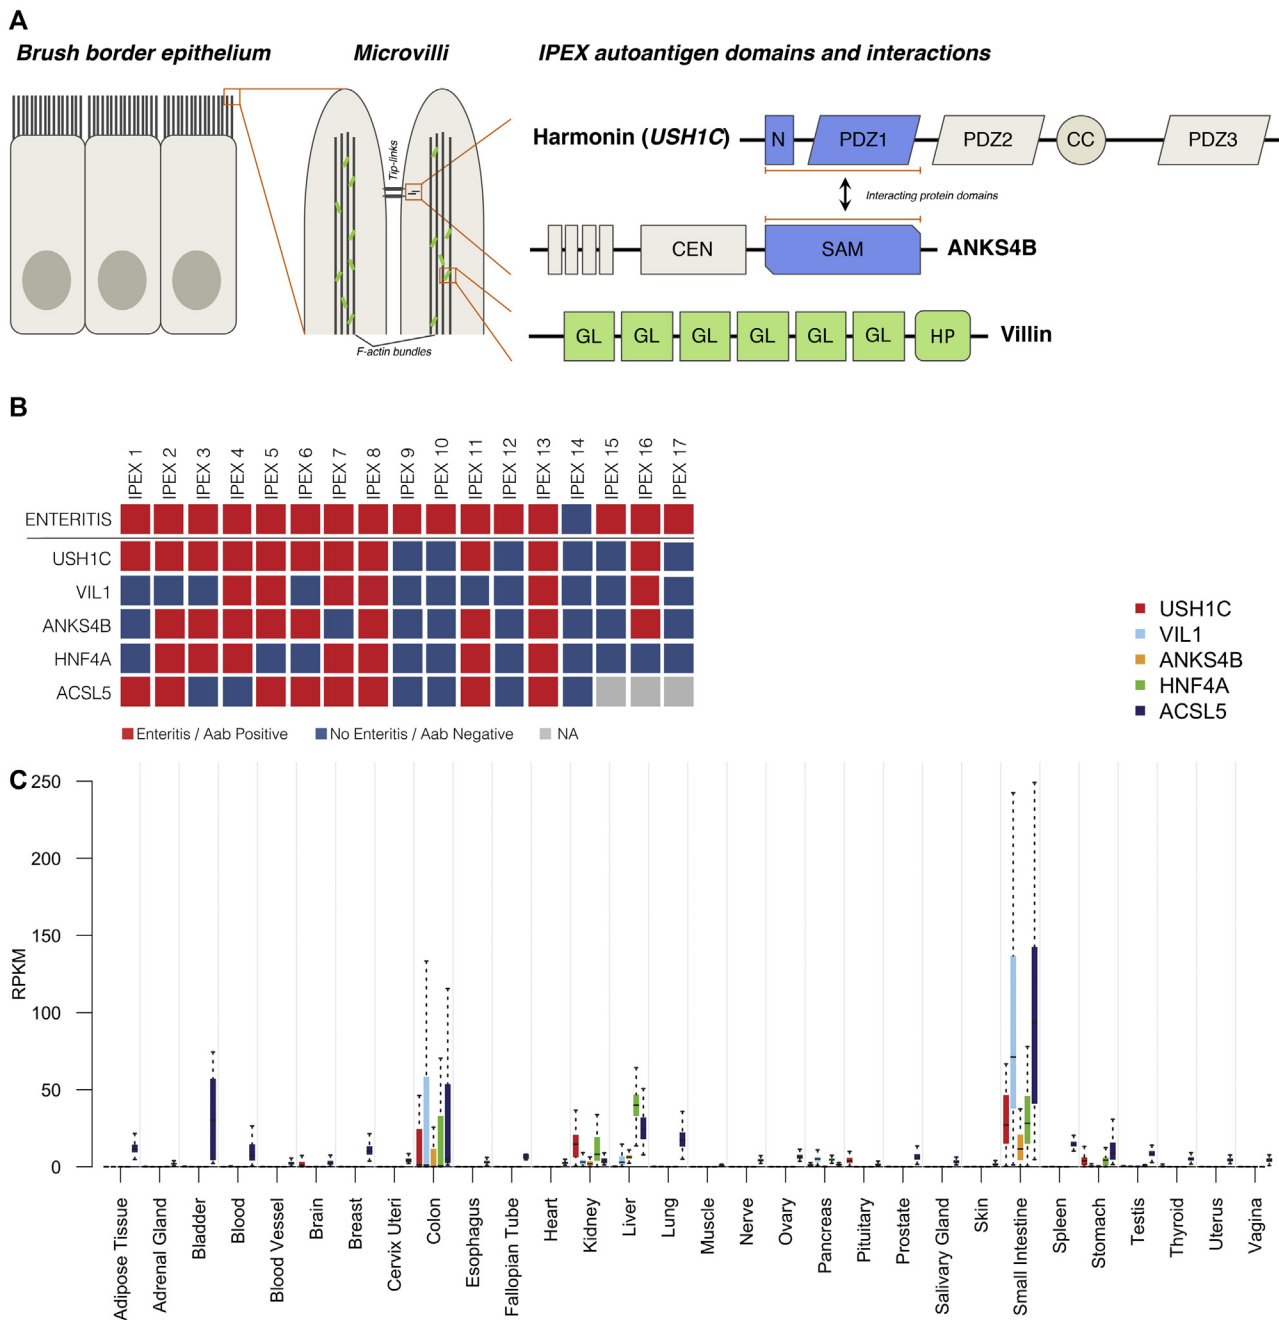 A
Brush border epithelium
Microvilli
IPEX autoantigen domains and interactions
Tip-links
F-actin bundles
Harmonin (USH1C)
N
PDZ1
PDZ2
CC
PDZ3
Interacting protein domains
CEN
SAM
ANKS4B
GL
GL
GL
GL
GL
GL
HP
Villin
B
IPEX 1
IPEX 2
IPEX 3
IPEX 4
IPEX 5
IPEX 6
IPEX 7
IPEX 8
IPEX 9
IPEX 10
IPEX 11
IPEX 12
IPEX 13
IPEX 14
IPEX 15
IPEX 16
IPEX 17
ENTERITIS
USH1C
VIL1
ANKS4B
HNF4A
ACSL5
Enteritis / Aab Positive
No Enteritis / Aab Negative
NA
USH1C
VIL1
ANKS4B
HNF4A
ACSL5
C
250
200
150
100
50
0
RPKM
Adipose Tissue
Adrenal Gland
Bladder
Blood
Blood Vessel
Brain
Breast
Cervix Uteri
Colon
Esophagus
Fallopian Tube
Heart
Kidney
Liver
Lung
Muscle
Nerve
Ovary
Pancreas
Pituitary
Prostate
Salivary Gland
Skin
Small Intestine
Spleen
Stomach
Testis
Thyroid
Uterus
Vagina